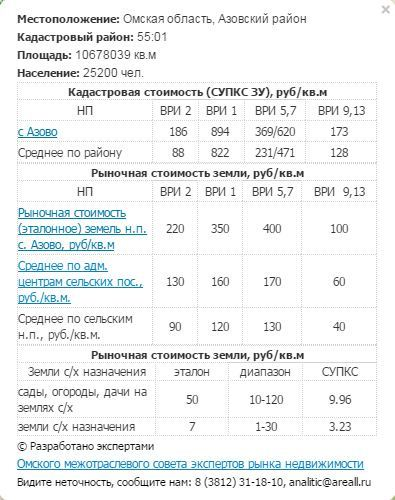 Местоположение: Омская область, Азовский район
Кадастровый район: 55:01
Площадь: 10678039 кв.м
Население: 25200 чел.
Кадастровая стоимость (СУПКС ЗУ), руб/кв.м
НП ВРИ 2 ВРИ 1 ВРИ 5,7 ВРИ 9,13
с Азово 186 894 369/620 173
Среднее по району 88 822 231/471 128
Рыночная стоимость земли, руб/кв.м
НП ВРИ 2 ВРИ 1 ВРИ 5,7 ВРИ 9,13
Рыночная стоимость
(эталонное) земель н.п. 220 350 400 100
с. Азово, руб/кв.м
Среднее по адм.
центрам сельских пос., 130 160 170 60
руб./кв.м.
Среднее по сельским 90 120 130 40
н.п., руб./кв.м.
Рыночная стоимость земли, руб/кв.м
Земли с/х назначения эталон диапазон СУПКС
сады, огороды, дачи на 50 10-120 9.96
землях с/х
земли с/х назначения 7 1-30 3.23
© Разработано экспертами
Омского межотраслевого совета экспертов рынка недвижимости
Видите неточность, сообщите нам: 8 (3812) 31-18-10, analitic@areall.ru